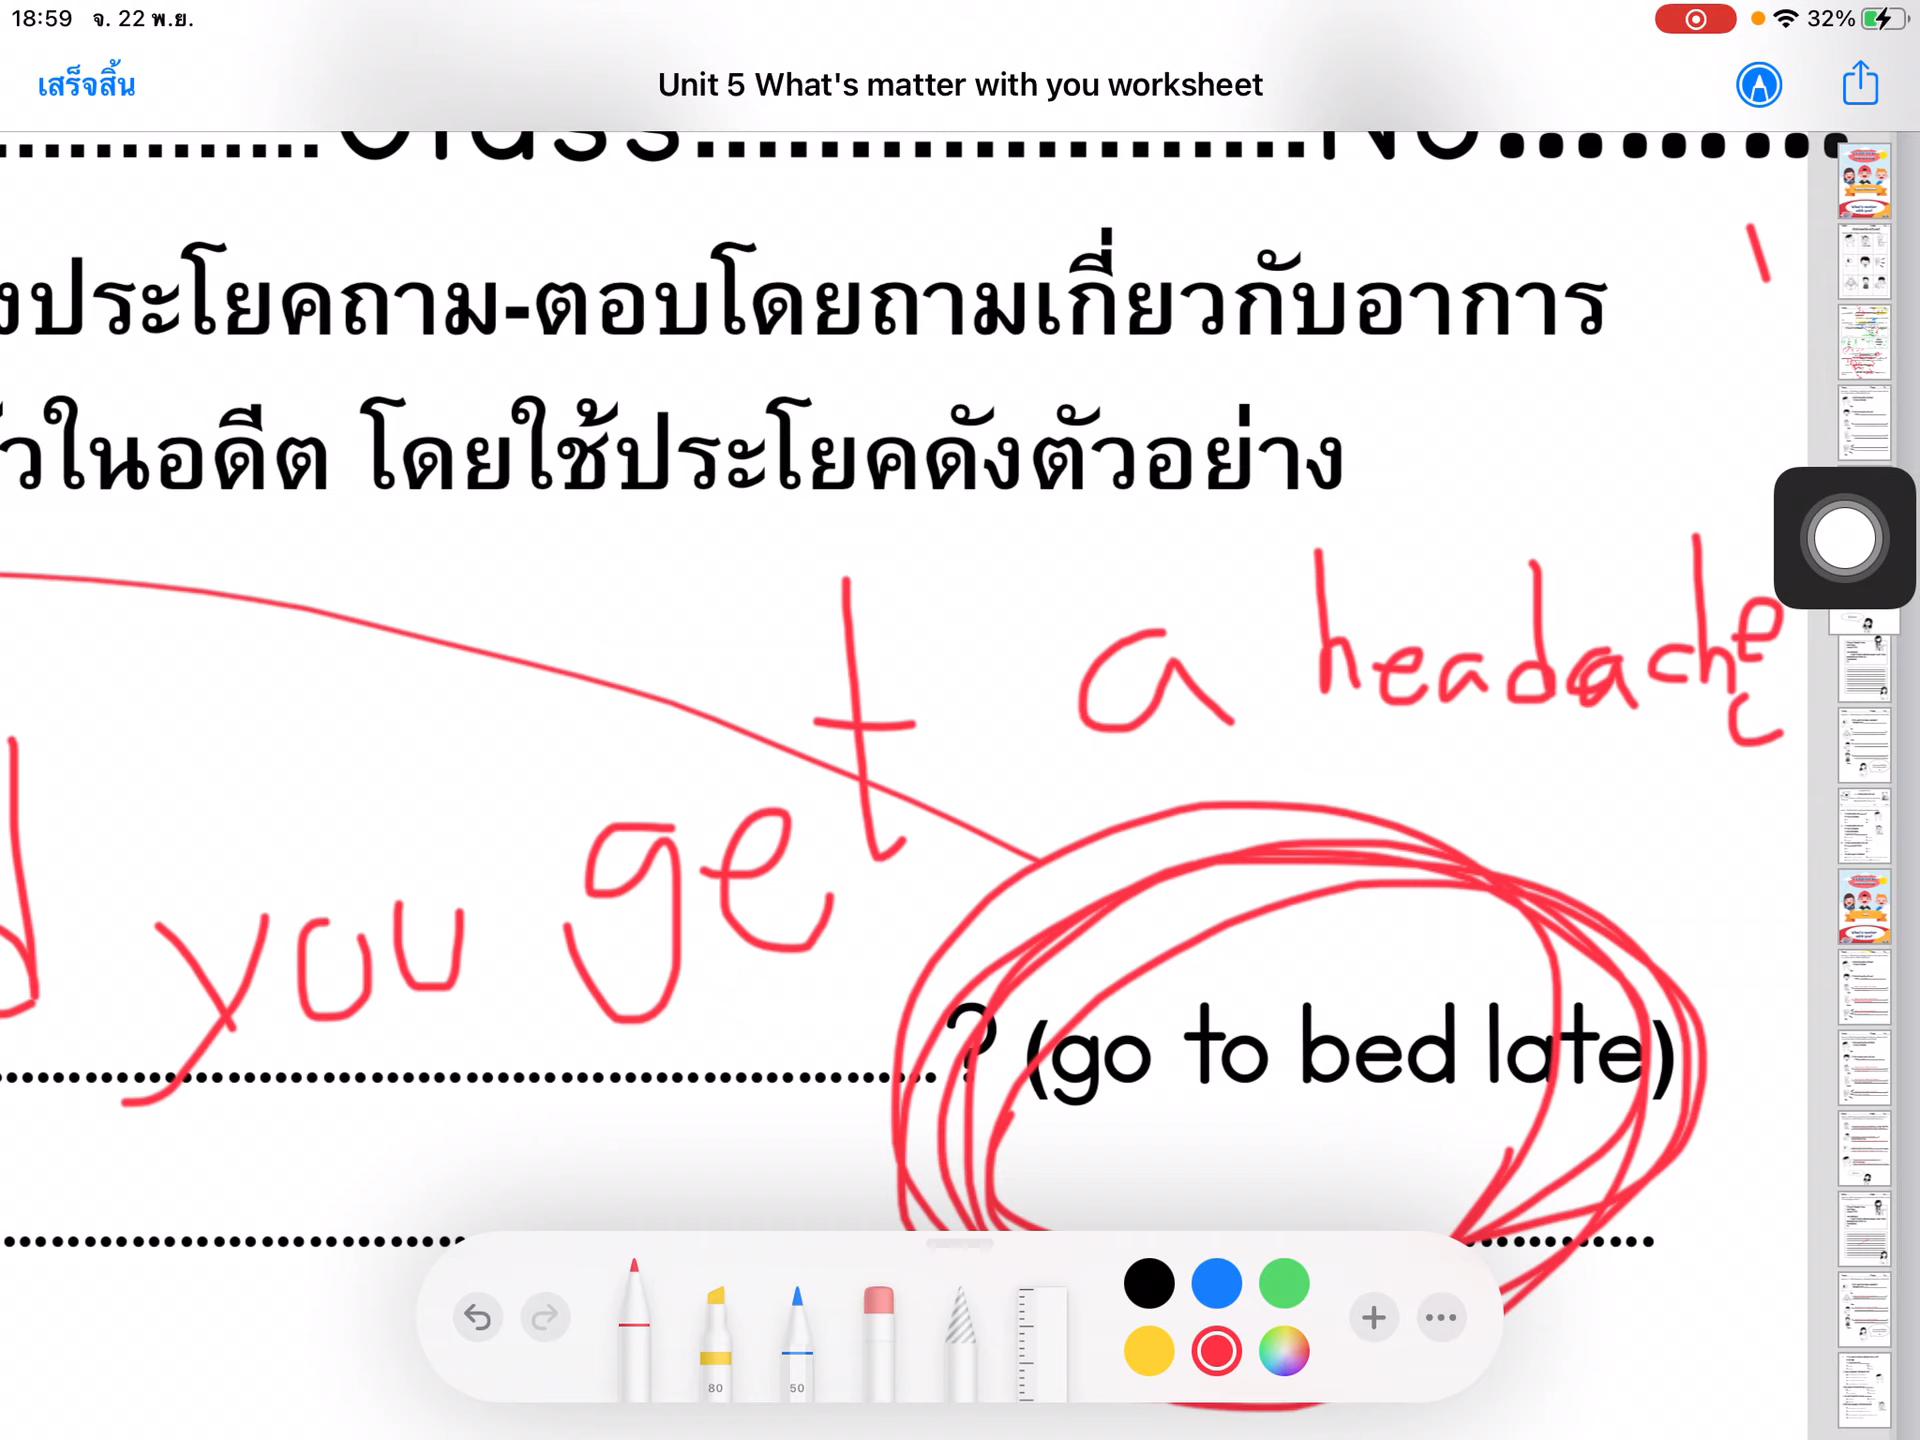 18:59 จ. 22 พ.ย. 32%
เสร็จสิ้น Unit 5 What's matter with you worksheet
..............Class......................No.........
งประโยคถาม-ตอบโดยถามเกี่ยวกับอาการ
วในอดีต โดยใช้ประโยคดังตัวอย่าง
a headache
d you get
? (go to bed late)
80 50